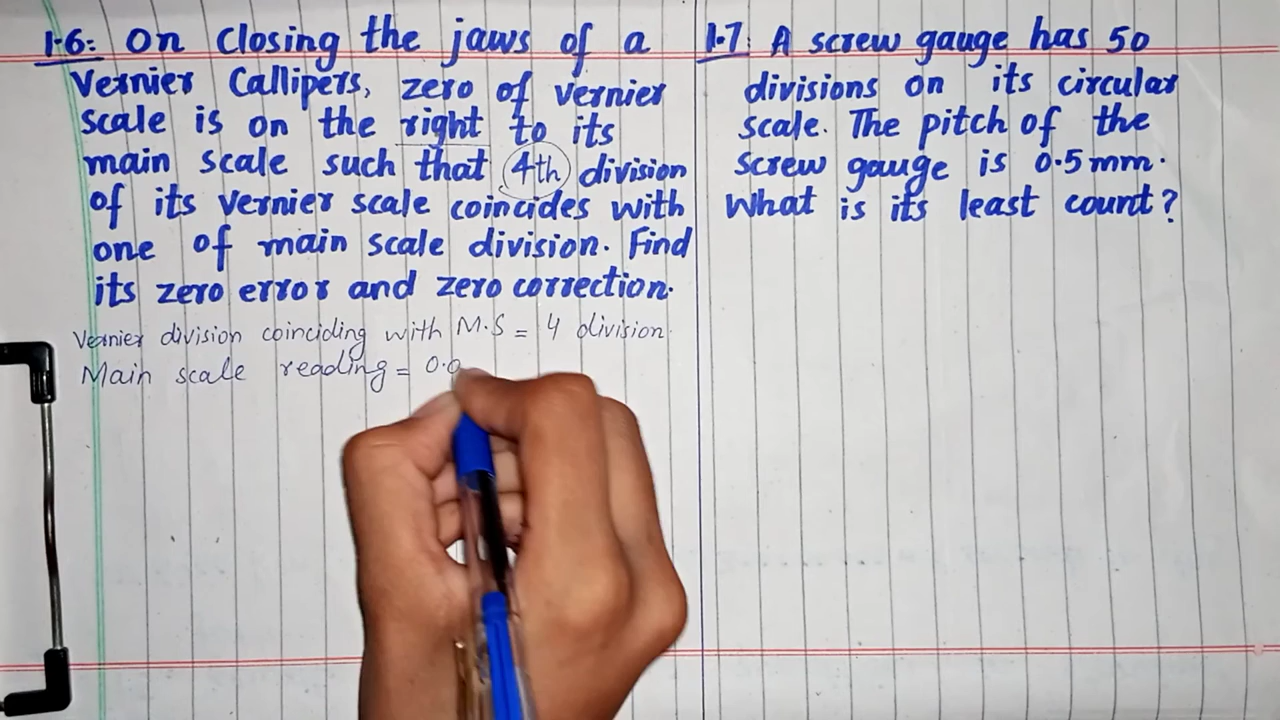 1.6: On Closing the jaws of a
Vernier Callipers, zero of vernier
scale is on the right to its
main scale such that 4th division
of its vernier scale coincides with
one of main scale division. Find
its zero error and zero correction.
Vernier division coinciding with M.S = 4 division.
Main scale reading = 0.0
1.7: A screw gauge has 50
divisions on its circular
scale. The pitch of the
screw gauge is 0.5mm.
What is its least count?